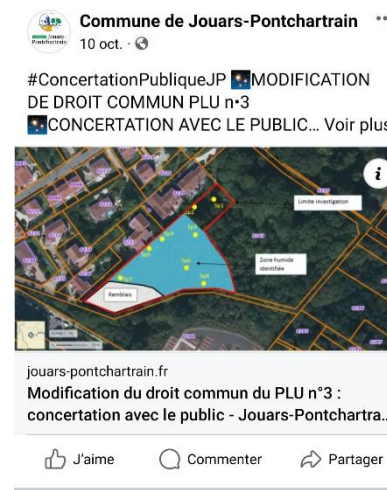 Commune de Jouars-Pontchartrain
10 oct.
#ConcertationPubliqueJP MODIFICATION
DE DROIT COMMUN PLU n•3
CONCERTATION AVEC LE PUBLIC... Voir plus
i
Limite investigation
Zone humide
identifiée
Remblais
jouars-pontchartrain.fr
Modification du droit commun du PLU n°3 :
concertation avec le public - Jouars-Pontchartra...
J'aime
Commenter
Partager